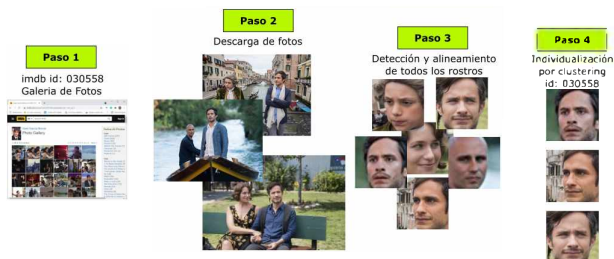 Paso 1
imdb id: 030558
Galeria de Fotos
Paso 2
Descarga de fotos
Paso 3
Detección y alineamiento
de todos los rostros
Paso 4
Individualización
por clustering
id: 030558